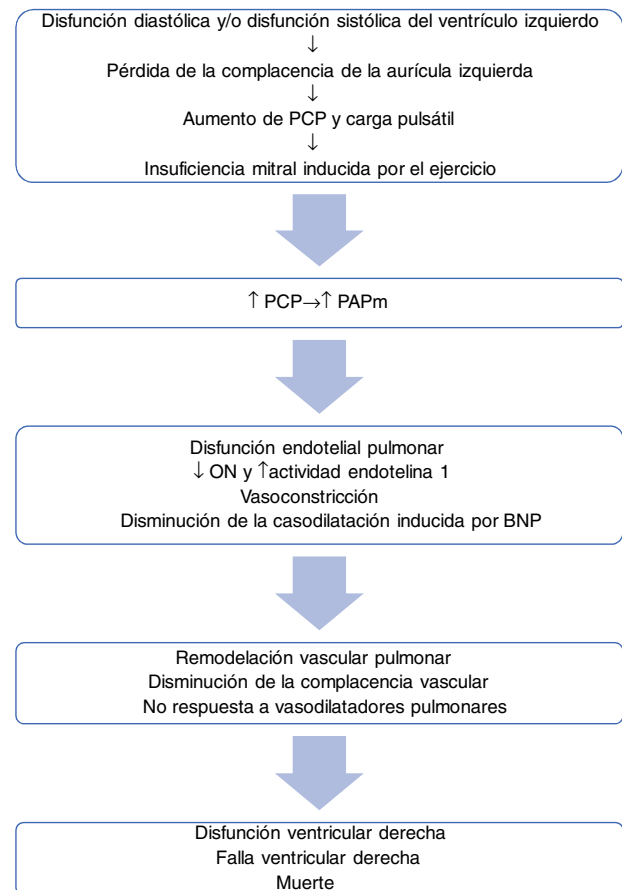 Disfunción diastólica y/o disfunción sistólica del ventrículo izquierdo
↓
Pérdida de la complacencia de la aurícula izquierda
↓
Aumento de PCP y carga pulsátil
↓
Insuficiencia mitral inducida por el ejercicio
↑ PCP→↑ PAPm
Disfunción endotelial pulmonar
↓ ON y ↑actividad endotelina 1
Vasoconstricción
Disminución de la casodilatación inducida por BNP
Remodelación vascular pulmonar
Disminución de la complacencia vascular
No respuesta a vasodilatadores pulmonares
Disfunción ventricular derecha
Falla ventricular derecha
Muerte